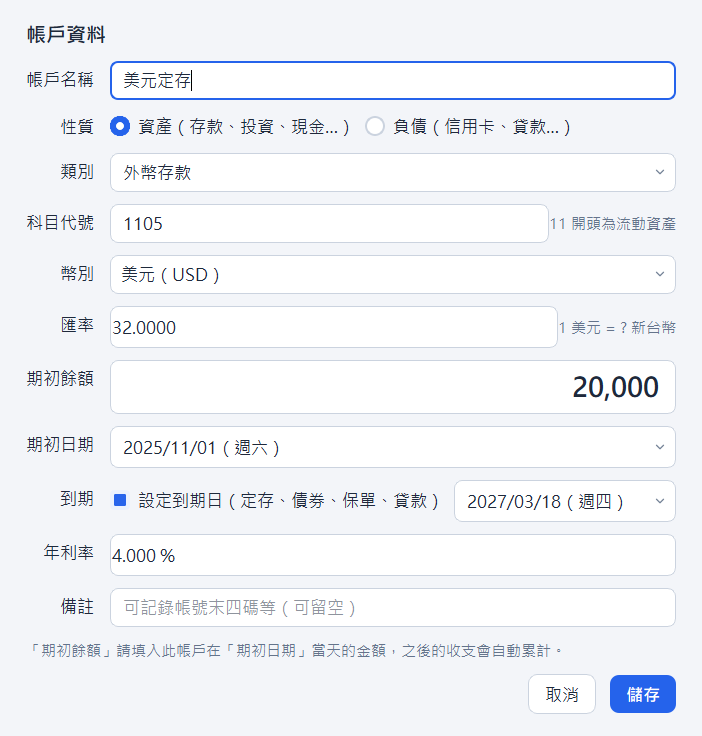 帳戶資料
帳戶名稱 美元定存
性質 資產（存款、投資、現金...） 負債（信用卡、貸款...）
類別 外幣存款
科目代號 1105 11 開頭為流動資產
幣別 美元（USD）
匯率 32.0000 1 美元 = ? 新台幣
期初餘額 20,000
期初日期 2025/11/01（週六）
到期 設定到期日（定存、債券、保單、貸款） 2027/03/18（週四）
年利率 4.000 %
備註 可記錄帳號末四碼等（可留空）
「期初餘額」請填入此帳戶在「期初日期」當天的金額，之後的收支會自動累計。
取消 儲存